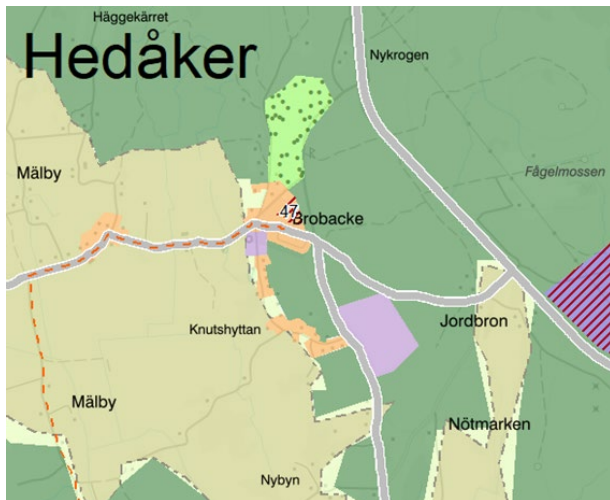 Häggekärret
Hedåker
Nykrogen
Mälby
Fågelmossen
.47
Brobacke
Knutshyttan
Jordbron
Mälby
Nötmarken
Nybyn